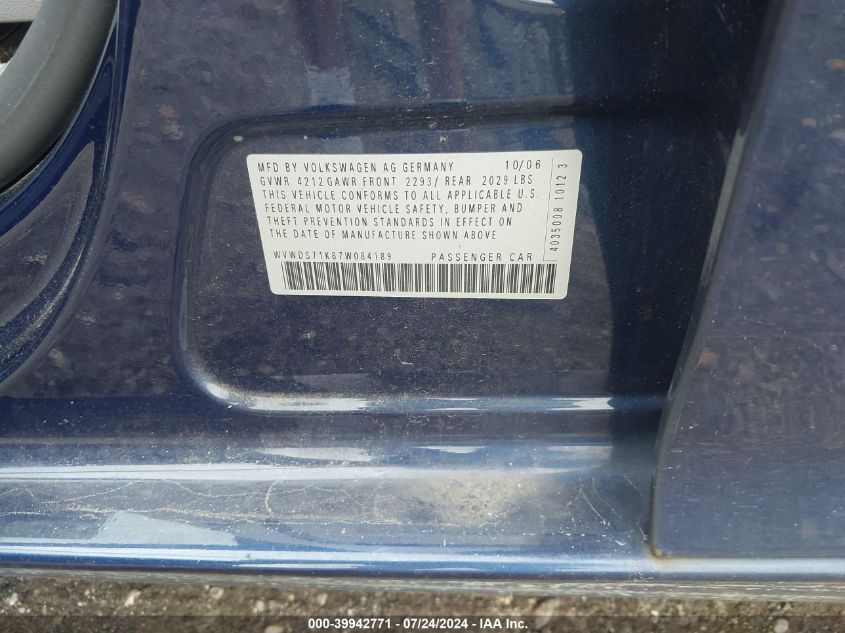 MFD BY VOLKSWAGEN AG GERMANY 10/06
GVWR 4212 GAWR FRONT 2293/ REAR 2029 LBS
THIS VEHICLE CONFORMS TO ALL APPLICABLE U.S.
FEDERAL MOTOR VEHICLE SAFETY, BUMPER AND
THEFT PREVENTION STANDARDS IN EFFECT ON
THE DATE OF MANUFACTURE SHOWN ABOVE
WVWDS71K87W084189 PASSENGER CAR
4035008 1012 3
000-39942771 - 07/24/2024 -